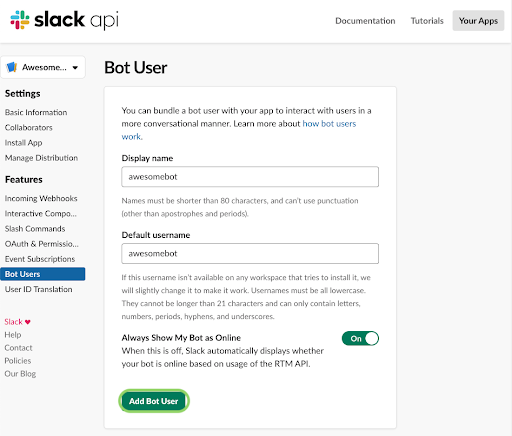 slack api
Documentation
Tutorials
Your Apps
Awesome...
Settings
Basic Information
Collaborators
Install App
Manage Distribution
Features
Incoming Webhooks
Interactive Compo...
Slash Commands
OAuth & Permissio...
Event Subscriptions
Bot Users
User ID Translation
Slack ♥
Help
Contact
Policies
Our Blog
Bot User
You can bundle a bot user with your app to interact with users in a
more conversational manner. Learn more about how bot users
work.
Display name
awesomebot
Names must be shorter than 80 characters, and can't use punctuation
(other than apostrophes and periods).
Default username
awesomebot
If this username isn't available on any workspace that tries to install it, we
will slightly change it to make it work. Usernames must be all lowercase.
They cannot be longer than 21 characters and can only contain letters,
numbers, periods, hyphens, and underscores.
Always Show My Bot as Online
On
When this is off, Slack automatically displays whether
your bot is online based on usage of the RTM API.
Add Bot User